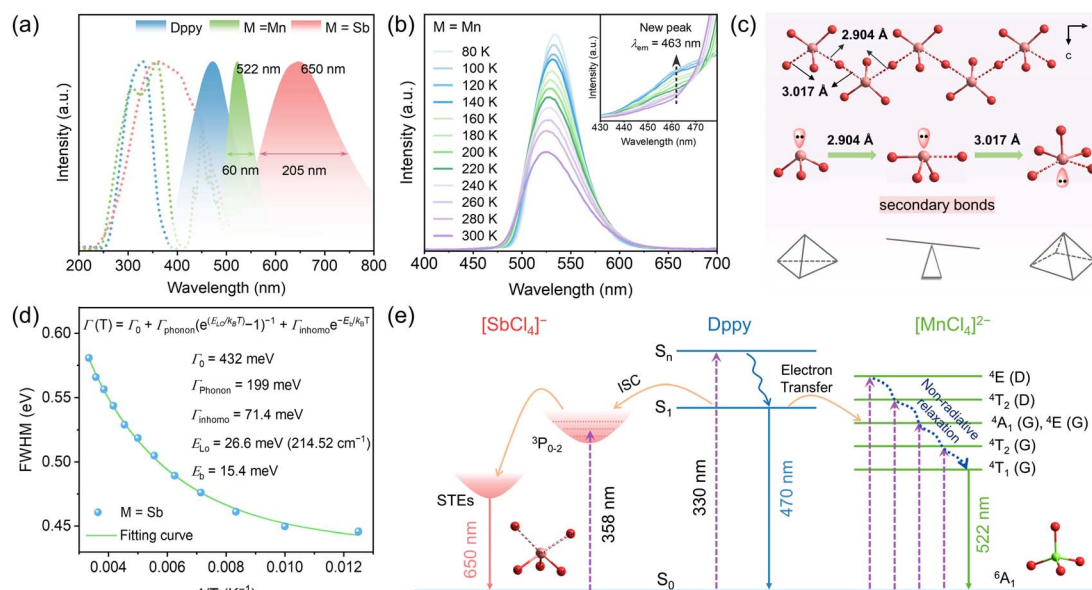 (a)
Dppy
M =Mn
M = Sb
522 nm
650 nm
60 nm
205 nm
Intensity (a.u.)
200 300 400 500 600 700 800
Wavelength (nm)
(b)
M = Mn
80 K
100 K
120 K
140 K
160 K
180 K
200 K
220 K
240 K
260 K
280 K
300 K
Intensity (a.u.)
400 450 500 550 600 650 700
Wavelength (nm)
New peak
λem = 463 nm
Intensity (a.u.)
430 440 450 460 470
Wavelength (nm)
(c)
c
2.904 Å
3.017 Å
2.904 Å
3.017 Å
secondary bonds
(d)
Γ (T) = Γ0 + Γphonon(e^(ELO/kBT)−1)^−1 + Γinhomo e^−Eb/kBT
Γ0 = 432 meV
ΓPhonon = 199 meV
Γinhomo = 71.4 meV
ELo = 26.6 meV (214.52 cm−1)
Eb = 15.4 meV
M = Sb
Fitting curve
FWHM (eV)
0.60
0.55
0.50
0.45
0.004 0.006 0.008 0.010 0.012
(e)
[SbCl4]−
Dppy
[MnCl4]2−
Sn
S1
S0
ISC
Electron
Transfer
3P0-2
STEs
650 nm
358 nm
330 nm
470 nm
522 nm
Non-radiative
relaxation
4E (D)
4T2 (D)
4A1 (G), 4E (G)
4T2 (G)
4T1 (G)
6A1